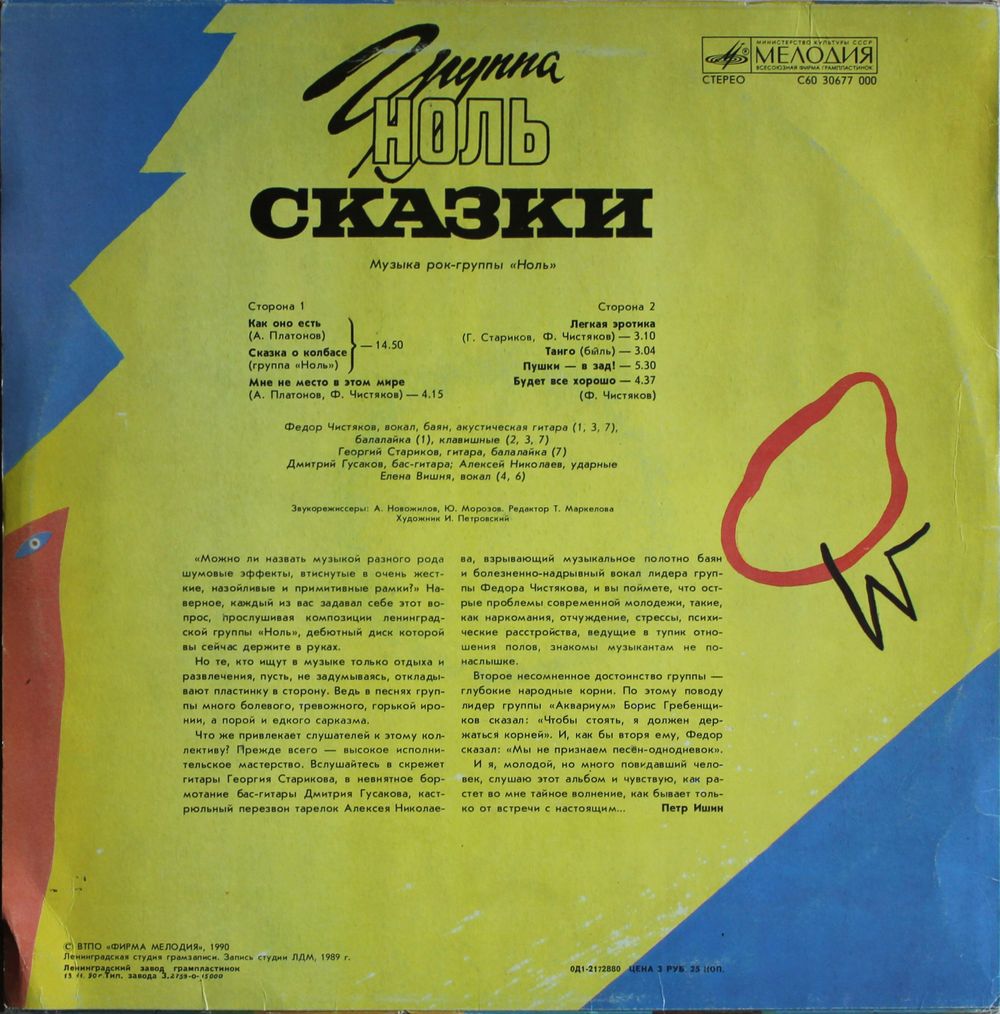 Группа
НОЛЬ
СКАЗКИ
МИНИСТЕРСТВО КУЛЬТУРЫ СССР
МЕЛОДИЯ
ВСЕСОЮЗНАЯ ФИРМА ГРАМПЛАСТИНОК
СТЕРЕО С60 30677 000
Музыка рок-группы «Ноль»
Сторона 1
Как оно есть
(А. Платонов)
Сказка о колбасе
(группа «Ноль»)
— 14.50
Мне не место в этом мире
(А. Платонов, Ф. Чистяков) — 4.15
Сторона 2
Легкая эротика
(Г. Стариков, Ф. Чистяков) — 3.10
Танго (быль) — 3.04
Пушки — в зад! — 5.30
Будет все хорошо — 4.37
(Ф. Чистяков)
Федор Чистяков, вокал, баян, акустическая гитара (1, 3, 7),
балалайка (1), клавишные (2, 3, 7)
Георгий Стариков, гитара, балалайка (7)
Дмитрий Гусаков, бас-гитара; Алексей Николаев, ударные
Елена Вишня, вокал (4, 6)
Звукорежиссеры: А. Новожилов, Ю. Морозов. Редактор Т. Маркелова
Художник И. Петровский
«Можно ли назвать музыкой разного рода
шумовые эффекты, втиснутые в очень жест-
кие, назойливые и примитивные рамки?» На-
верное, каждый из вас задавал себе этот во-
прос, прослушивая композиции ленинград-
ской группы «Ноль», дебютный диск которой
вы сейчас держите в руках.
Но те, кто ищут в музыке только отдыха и
развлечения, пусть, не задумываясь, отклады-
вают пластинку в сторону. Ведь в песнях груп-
пы много болевого, тревожного, горькой иро-
нии, а порой и едкого сарказма.
Что же привлекает слушателей к этому кол-
лективу? Прежде всего — высокое исполни-
тельское мастерство. Вслушайтесь в скрежет
гитары Георгия Старикова, в невнятное бор-
мотание бас-гитары Дмитрия Гусакова, каст-
рюльный перезвон тарелок Алексея Николае-
ва, взрывающий музыкальное полотно баян
и болезненно-надрывный вокал лидера груп-
пы Федора Чистякова, и вы поймете, что ост-
рые проблемы современной молодежи, такие,
как наркомания, отчуждение, стрессы, психи-
ческие расстройства, ведущие в тупик отно-
шения полов, знакомы музыкантам не по-
наслышке.
Второе несомненное достоинство группы —
глубокие народные корни. По этому поводу
лидер группы «Аквариум» Борис Гребенщи-
ков сказал: «Чтобы стоять, я должен дер-
жаться корней». И, как бы вторя ему, Федор
сказал: «Мы не признаем песен-однодневок».
И я, молодой, но много повидавший чело-
век, слушаю этот альбом и чувствую, как ра-
стет во мне тайное волнение, как бывает толь-
ко от встречи с настоящим... Петр Ишин
© ВТПО «ФИРМА МЕЛОДИЯ», 1990
Ленинградская студия грамзаписи. Запись студии ЛДМ, 1989 г.
Ленинградский завод грампластинок
Тип. завода З.2759-0-15000
ОД1-2172880 ЦЕНА 3 РУБ. 25 КОП.